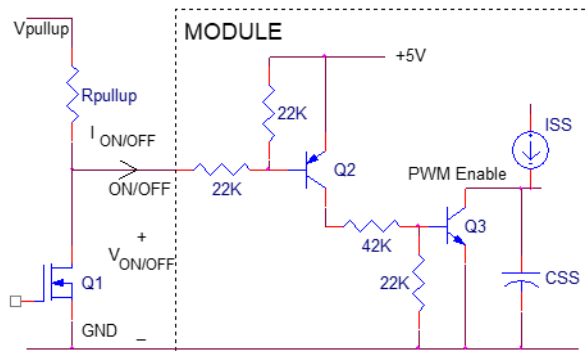 Vpullup
MODULE
+5V
Rpullup
22K
I ON/OFF
ISS
Q2
PWM Enable
ON/OFF
22K
Q3
42K
+
V ON/OFF
22K
CSS
Q1
GND
_